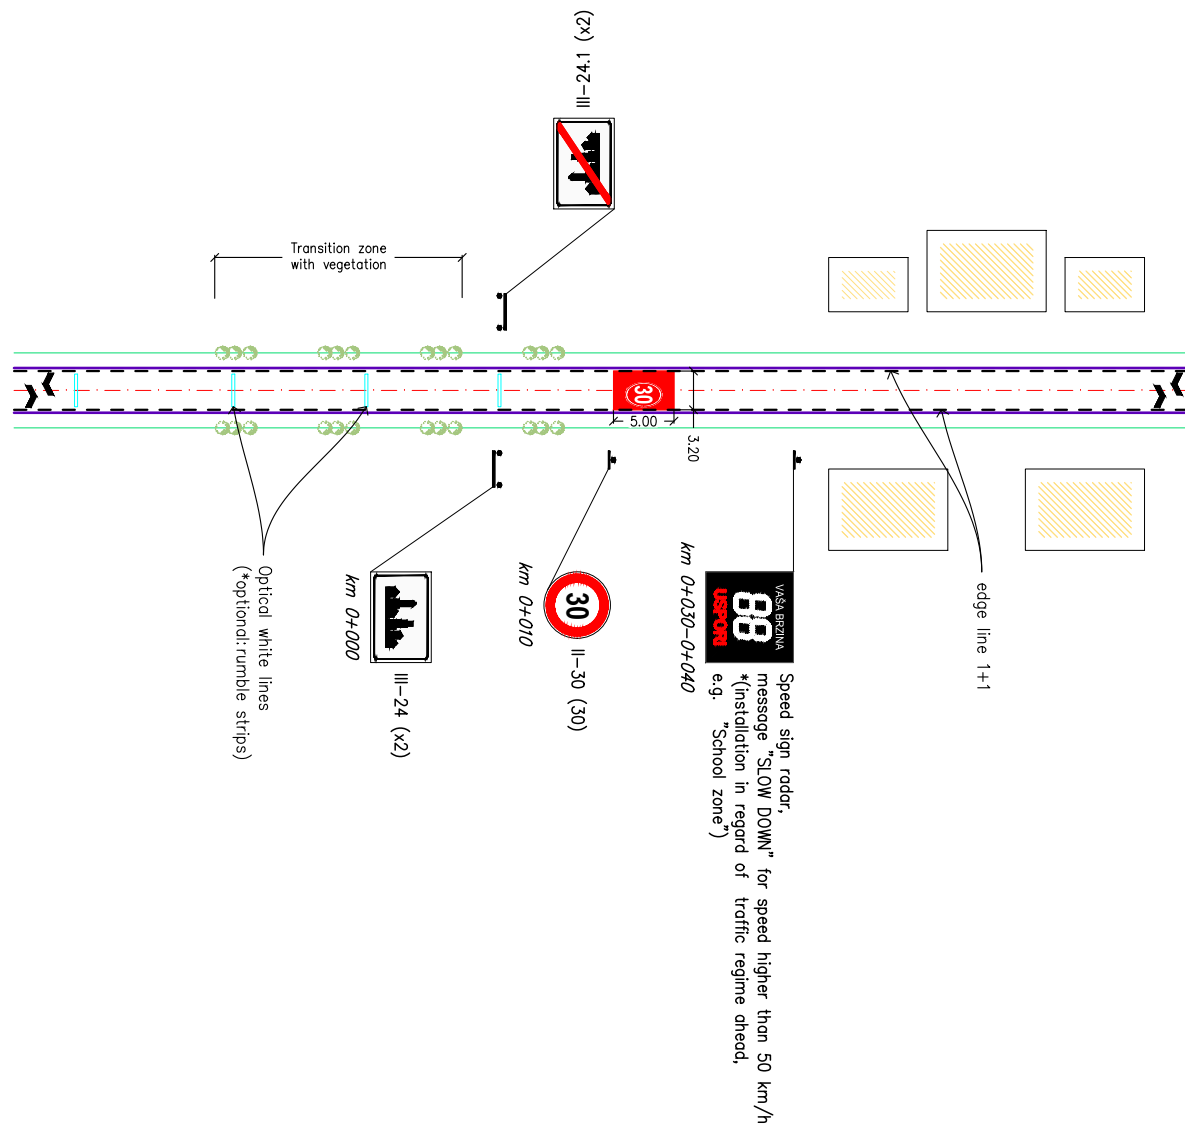 III-24.1 (x2)
Transition zone
with vegetation
30
5.00
3.20
Optical white lines
(*optional:rumble strips)
km 0+000
III-24 (x2)
km 0+010
30
II-30 (30)
km 0+030-0+040
VAŠA BRZINA
88
USPORI
Speed sign radar,
message "SLOW DOWN" for speed higher than 50 km/h
*(installation in regard of traffic regime ahead,
e.g. "School zone")
edge line 1+1